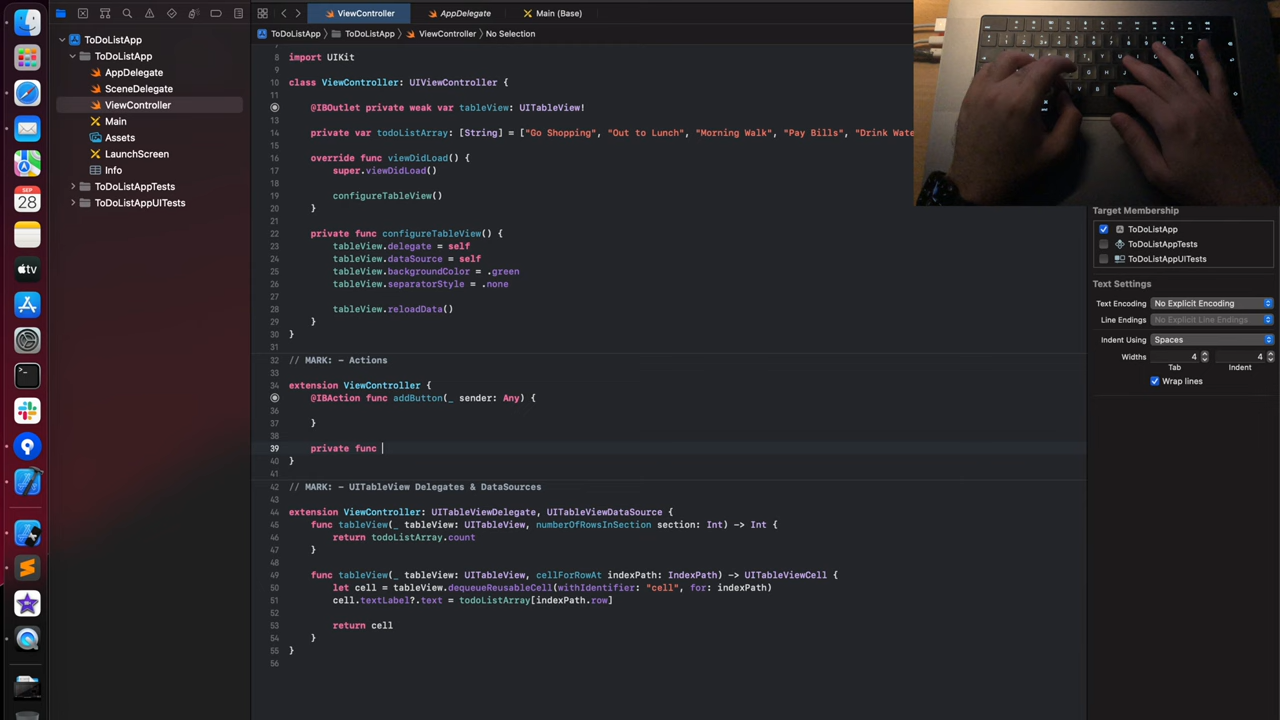 ViewController
AppDelegate
Main (Base)
ToDoListApp
ToDoListApp
ToDoListApp
ViewController
No Selection
ToDoListApp
AppDelegate
SceneDelegate
ViewController
Main
Assets
LaunchScreen
Info
ToDoListAppTests
ToDoListAppUITests
SEP
28
tv
8 import UIKit
9
10 class ViewController: UIViewController {
11
@IBOutlet private weak var tableView: UITableView!
13
14 private var todoListArray: [String] = ["Go Shopping", "Out to Lunch", "Morning Walk", "Pay Bills", "Drink Wate
15
16 override func viewDidLoad() {
17 super.viewDidLoad()
18
19 configureTableView()
20 }
21
22 private func configureTableView() {
23 tableView.delegate = self
24 tableView.dataSource = self
25 tableView.backgroundColor = .green
26 tableView.separatorStyle = .none
27
28 tableView.reloadData()
29 }
30 }
31
32 // MARK: - Actions
33
34 extension ViewController {
@IBAction func addButton(_ sender: Any) {
36
37 }
38
39 private func
40 }
41
42 // MARK: - UITableView Delegates & DataSources
43
44 extension ViewController: UITableViewDelegate, UITableViewDataSource {
45 func tableView(_ tableView: UITableView, numberOfRowsInSection section: Int) -> Int {
46 return todoListArray.count
47 }
48
49 func tableView(_ tableView: UITableView, cellForRowAt indexPath: IndexPath) -> UITableViewCell {
50 let cell = tableView.dequeueReusableCell(withIdentifier: "cell", for: indexPath)
51 cell.textLabel?.text = todoListArray[indexPath.row]
52
53 return cell
54 }
55 }
56
Target Membership
ToDoListApp
ToDoListAppTests
ToDoListAppUITests
Text Settings
Text Encoding No Explicit Encoding
Line Endings No Explicit Line Endings
Indent Using Spaces
Widths 4 4
Tab Indent
Wrap lines